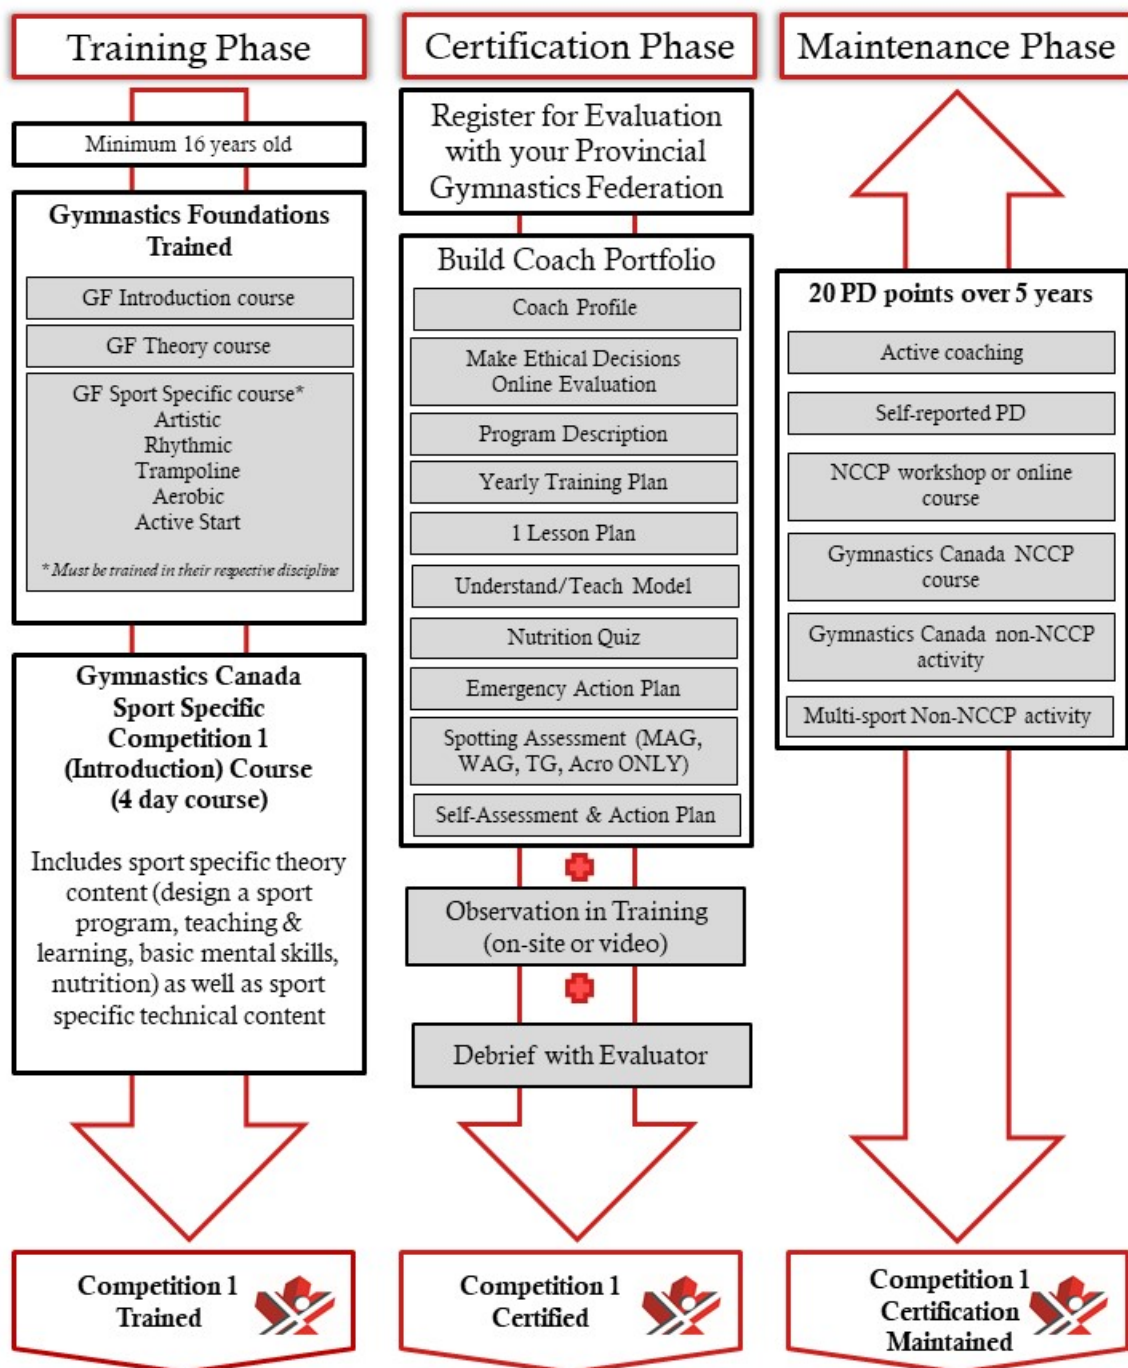 Training Phase
Minimum 16 years old
Gymnastics Foundations
Trained
GF Introduction course
GF Theory course
GF Sport Specific course*
Artistic
Rhythmic
Trampoline
Aerobic
Active Start
* Must be trained in their respective discipline
Gymnastics Canada
Sport Specific
Competition 1
(Introduction) Course
(4 day course)
Includes sport specific theory
content (design a sport
program, teaching &
learning, basic mental skills,
nutrition) as well as sport
specific technical content
Competition 1
Trained
Certification Phase
Register for Evaluation
with your Provincial
Gymnastics Federation
Build Coach Portfolio
Coach Profile
Make Ethical Decisions
Online Evaluation
Program Description
Yearly Training Plan
1 Lesson Plan
Understand/Teach Model
Nutrition Quiz
Emergency Action Plan
Spotting Assessment (MAG,
WAG, TG, Acro ONLY)
Self-Assessment & Action Plan
Observation in Training
(on-site or video)
Debrief with Evaluator
Competition 1
Certified
Maintenance Phase
20 PD points over 5 years
Active coaching
Self-reported PD
NCCP workshop or online
course
Gymnastics Canada NCCP
course
Gymnastics Canada non-NCCP
activity
Multi-sport Non-NCCP activity
Competition 1
Certification
Maintained